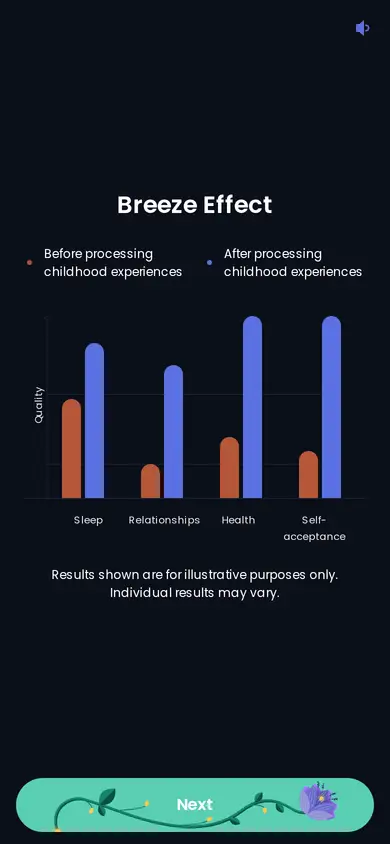 Breeze Effect
Before processing
childhood experiences
After processing
childhood experiences
Quality
Sleep
Relationships
Health
Self-
acceptance
Results shown are for illustrative purposes only.
Individual results may vary.
Next